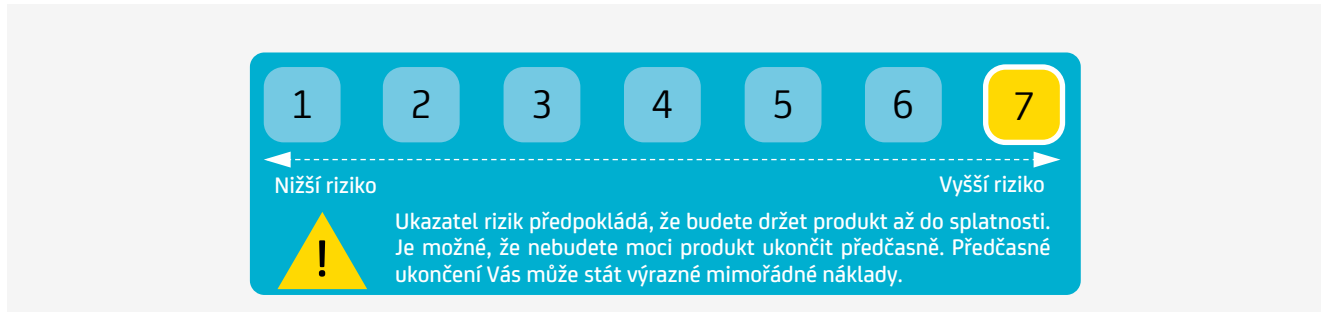 1 2 3 4 5 6 7
Nižší riziko Vyšší riziko
! Ukazatel rizik předpokládá, že budete držet produkt až do splatnosti.
Je možné, že nebudete moci produkt ukončit předčasně. Předčasné
ukončení Vás může stát výrazné mimořádné náklady.